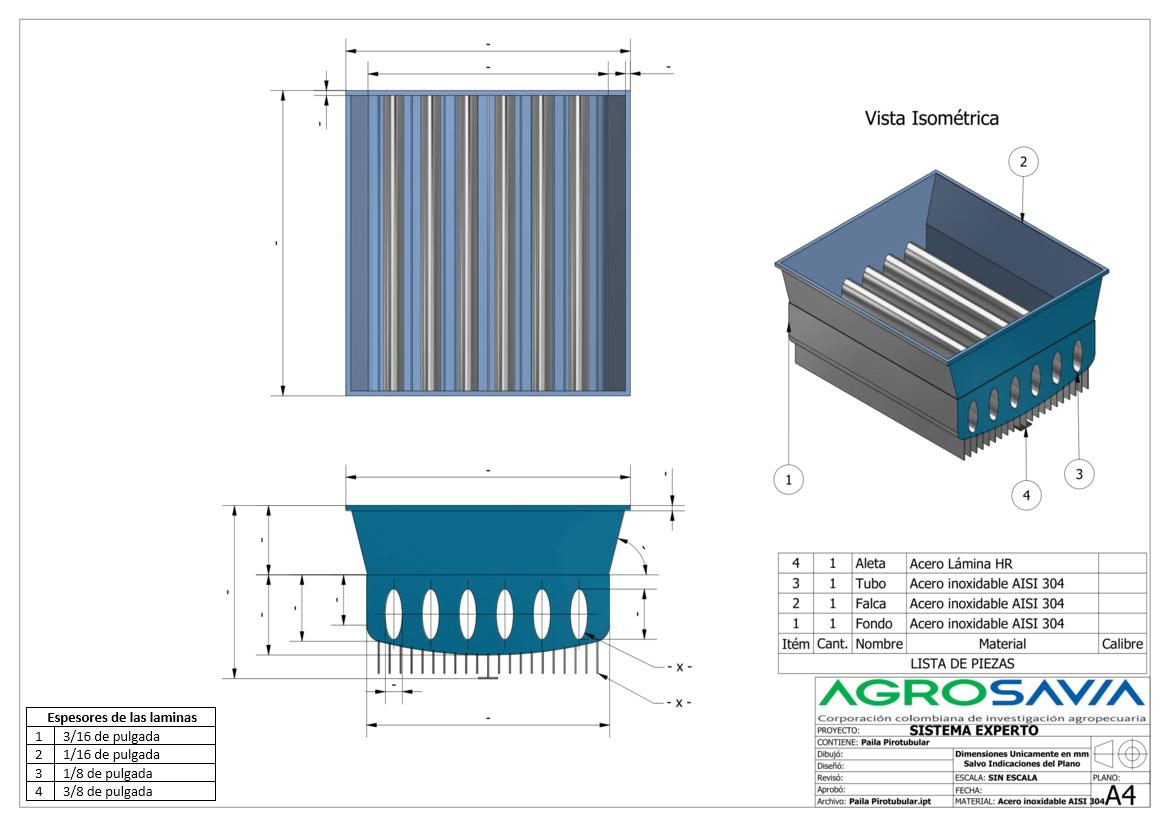 Vista Isométrica
2
1
4
3
- x -
- x -
4 1 Aleta Acero Lámina HR
3 1 Tubo Acero inoxidable AISI 304
2 1 Falca Acero inoxidable AISI 304
1 1 Fondo Acero inoxidable AISI 304
Itém Cant. Nombre Material Calibre
LISTA DE PIEZAS
AGROSAVIA
Corporación colombiana de investigación agropecuaria
PROYECTO: SISTEMA EXPERTO
CONTIENE: Paila Pirotubular
Dibujó:
Dimensiones Unicamente en mm
Diseñó:
Salvo Indicaciones del Plano
Revisó:
ESCALA: SIN ESCALA
PLANO:
Aprobó:
FECHA:
A4
Archivo: Paila Pirotubular.ipt
MATERIAL: Acero inoxidable AISI 304
Espesores de las laminas
1 3/16 de pulgada
2 1/16 de pulgada
3 1/8 de pulgada
4 3/8 de pulgada